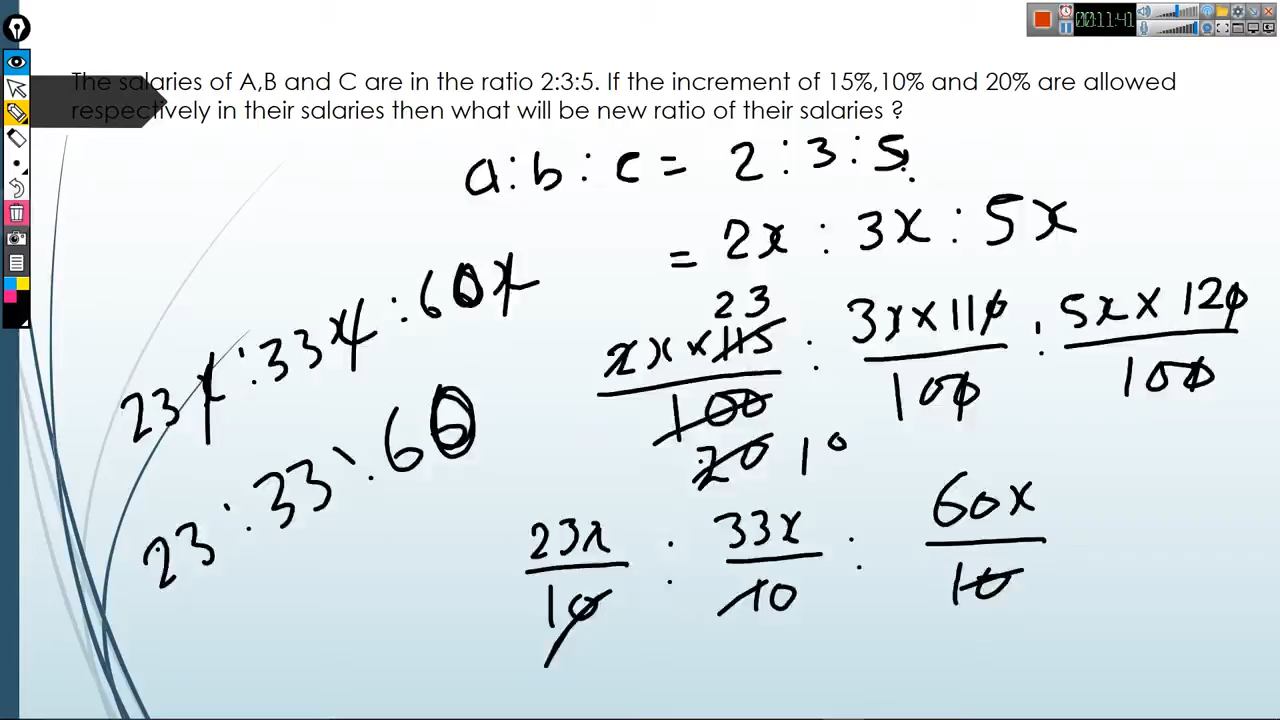 00:11:41
The salaries of A,B and C are in the ratio 2:3:5. If the increment of 15%,10% and 20% are allowed
respectively in their salaries then what will be new ratio of their salaries ?
a : b : c = 2 : 3 : 5
= 2x : 3x : 5x
23
2x × 115 / 100 : 3x × 110 / 100 : 5x × 120 / 100
20 10
23x / 10 : 33x / 10 : 60x / 10
23x : 33x : 60x
23 : 33 : 60